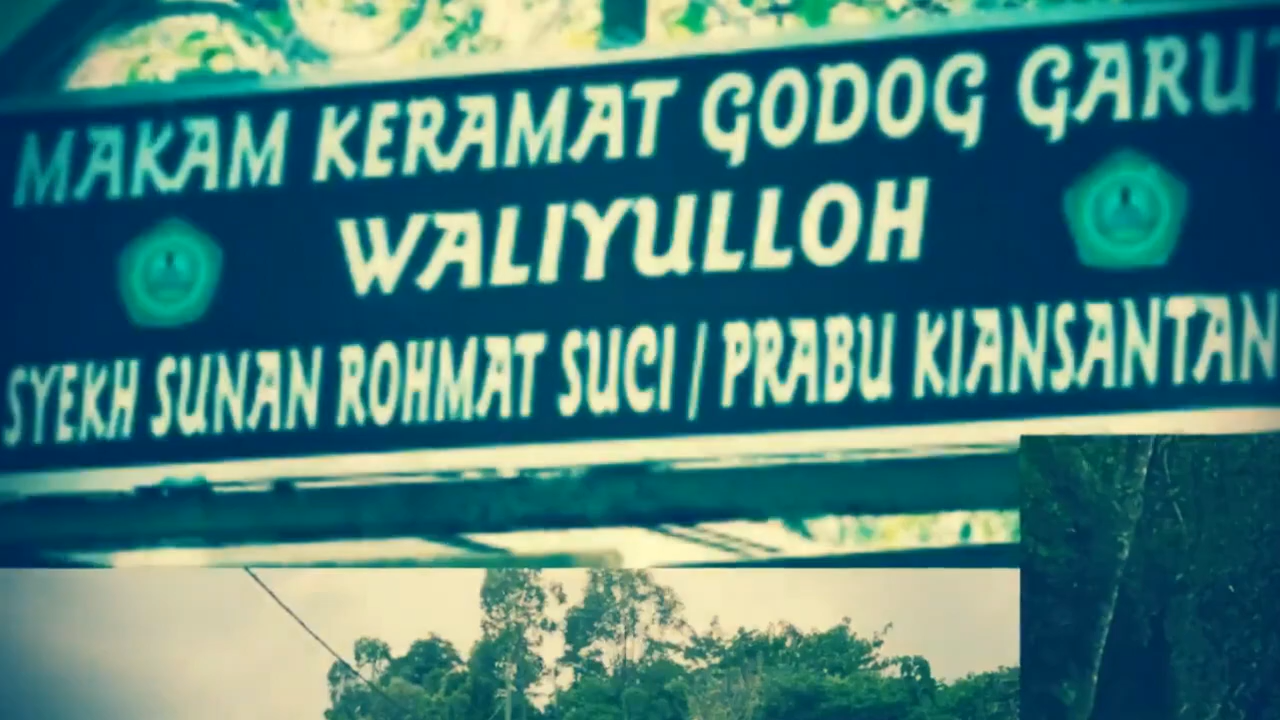 MAKAM KERAMAT GODOG GARUT
WALIYULLOH
SYEKH SUNAN ROHMAT SUCI / PRABU KIANSANTAN